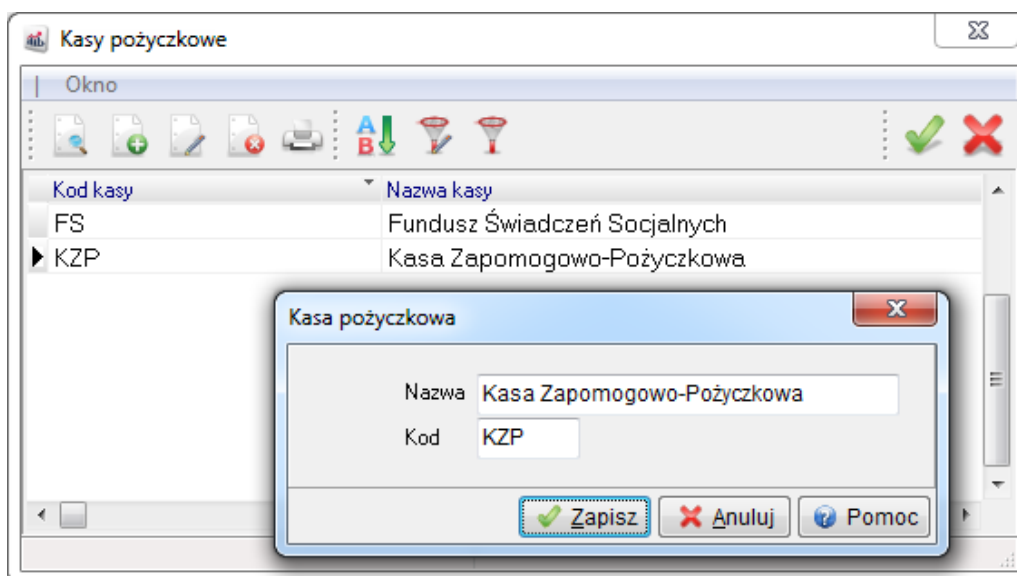 Kasy pożyczkowe
Okno
Kod kasy Nazwa kasy
FS Fundusz Świadczeń Socjalnych
KZP Kasa Zapomogowo-Pożyczkowa
Kasa pożyczkowa
Nazwa Kasa Zapomogowo-Pożyczkowa
Kod KZP
Zapisz Anuluj Pomoc